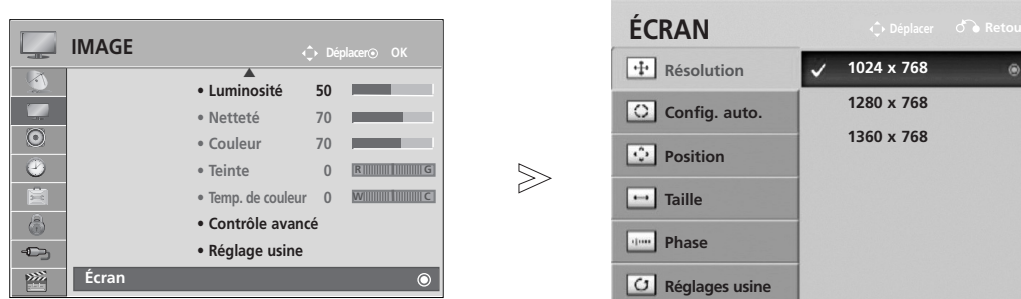 IMAGE
Déplacer OK
• Luminosité 50
• Netteté 70
• Couleur 70
• Teinte 0 R G
• Temp. de couleur 0 W C
• Contrôle avancé
• Réglage usine
Écran
ÉCRAN
Déplacer Retou
Résolution
Config. auto.
Position
Taille
Phase
Réglages usine
✓ 1024 x 768
1280 x 768
1360 x 768